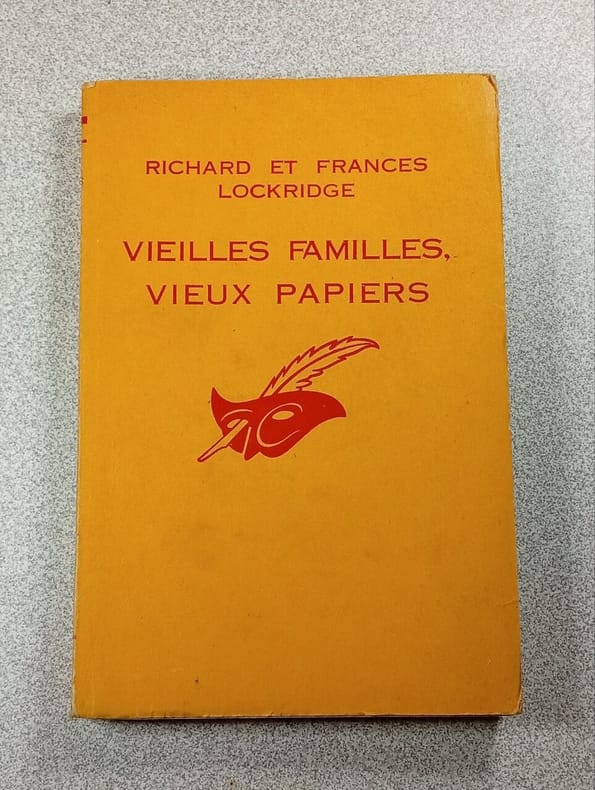 RICHARD ET FRANCES
LOCKRIDGE
VIEILLES FAMILLES,
VIEUX PAPIERS